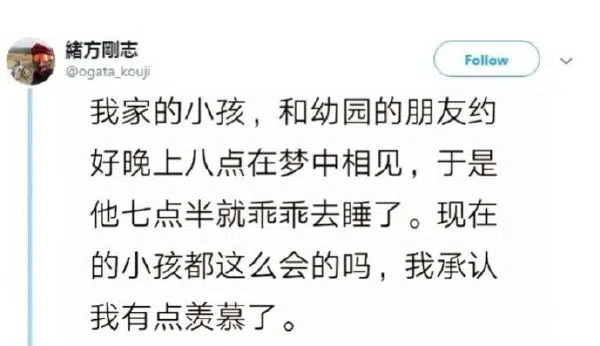 緒方剛志
@ogata_kouji
Follow
我家的小孩，和幼园的朋友约
好晚上八点在梦中相见，于是
他七点半就乖乖去睡了。现在
的小孩都这么会的吗，我承认
我有点羡慕了。